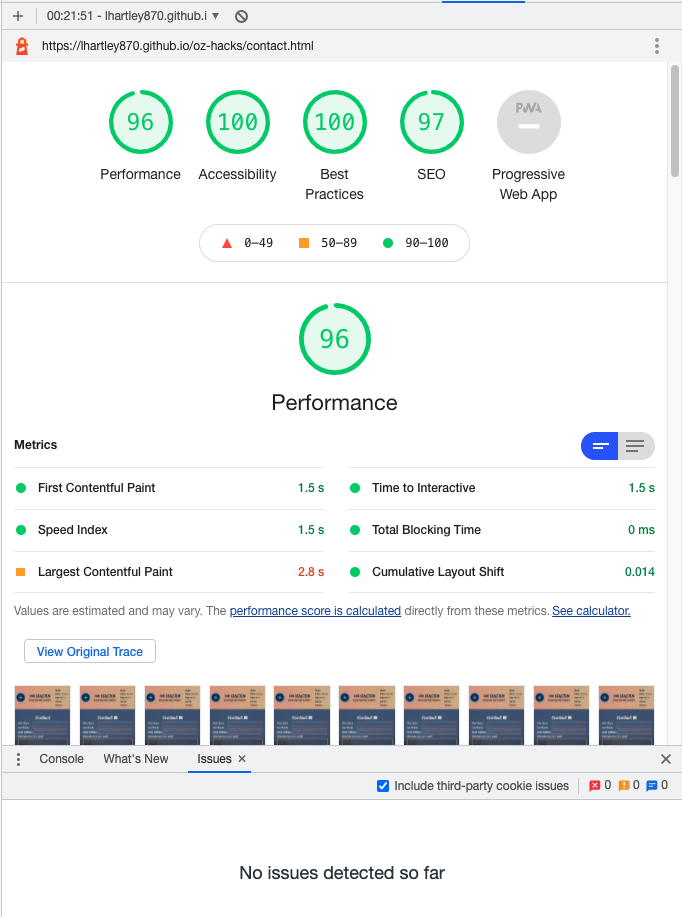 00:21:51 - lhartley870.github.i
https://lhartley870.github.io/oz-hacks/contact.html
96
100
100
97
PWA
Performance
Accessibility
Best
Practices
SEO
Progressive
Web App
0–49
50–89
90–100
96
Performance
Metrics
First Contentful Paint
1.5 s
Time to Interactive
1.5 s
Speed Index
1.5 s
Total Blocking Time
0 ms
Largest Contentful Paint
2.8 s
Cumulative Layout Shift
0.014
Values are estimated and may vary. The performance score is calculated directly from these metrics. See calculator.
View Original Trace
Console
What's New
Issues
Include third-party cookie issues
0
0
0
No issues detected so far